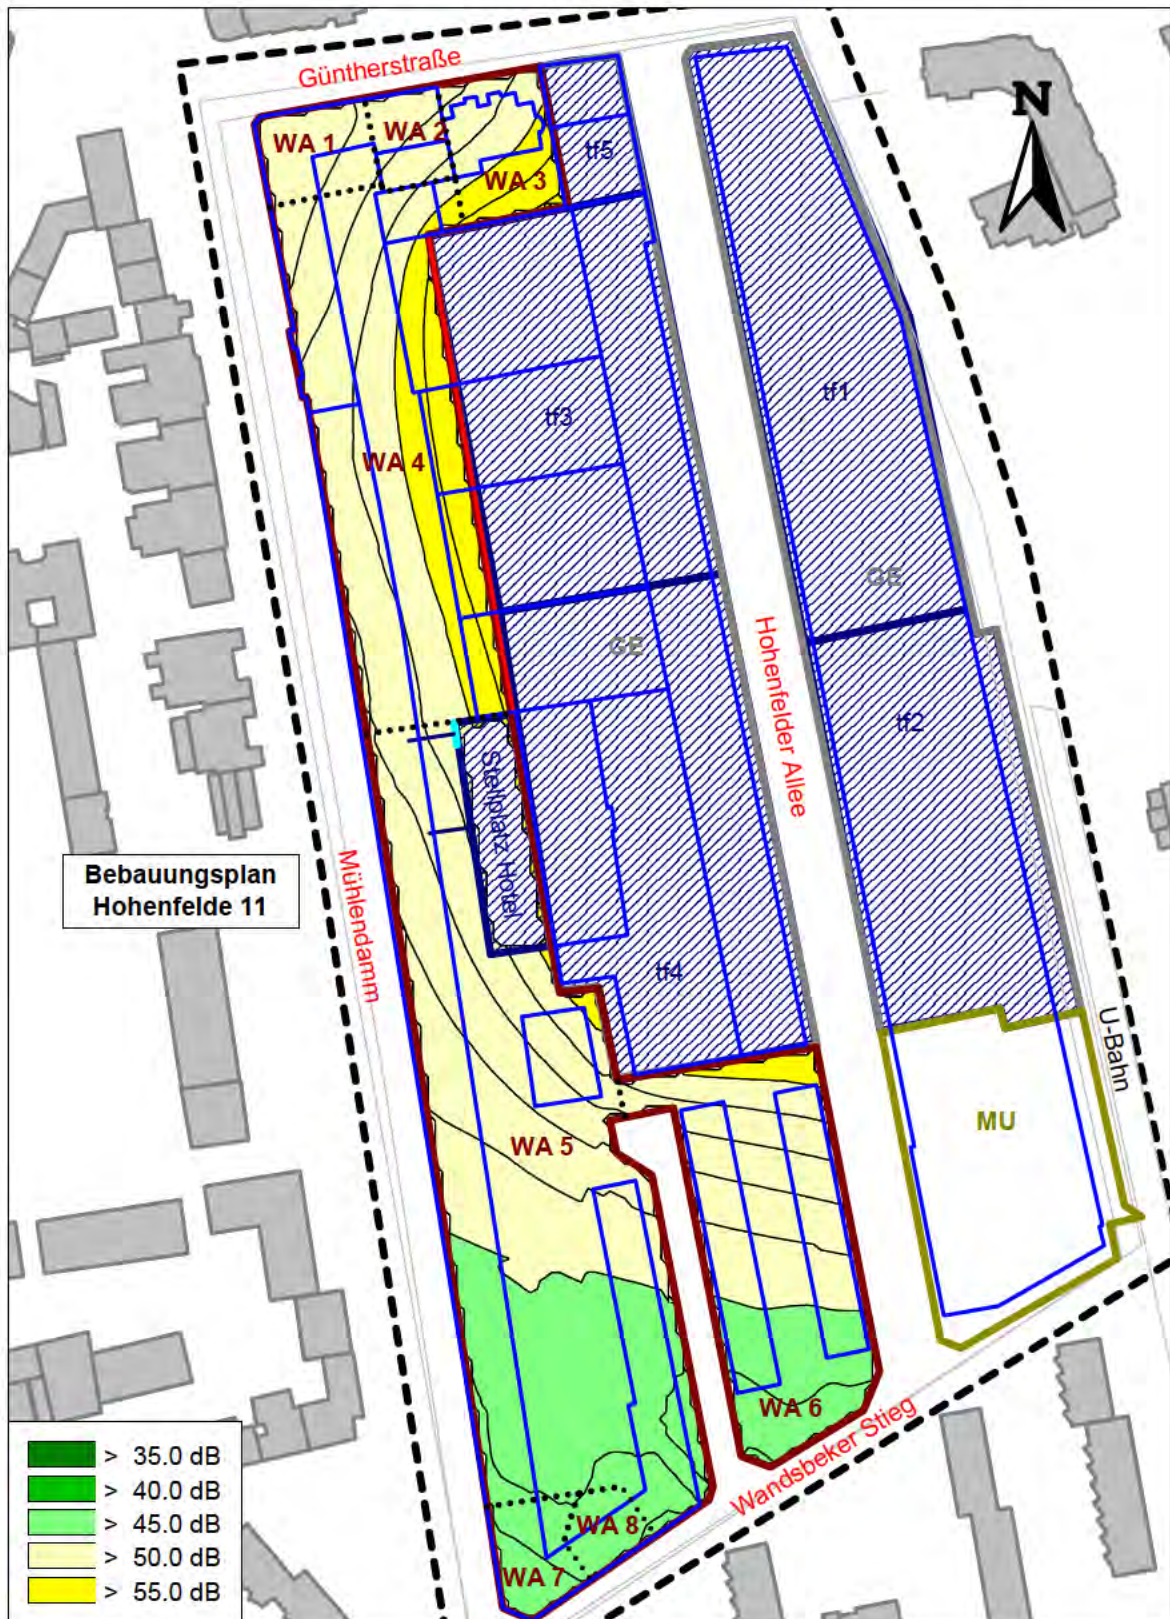 Güntherstraße
N
WA 1
WA 2
WA 3
tf5
tf3
tf1
WA 4
GE
GE
Hohenfelder Allee
tf2
Stellplatz Hotel
Bebauungsplan
Hohenfelde 11
Mühlendamm
tf4
U-Bahn
MU
WA 5
WA 6
Wandsbeker Stieg
WA 8
WA 7
> 35.0 dB
> 40.0 dB
> 45.0 dB
> 50.0 dB
> 55.0 dB